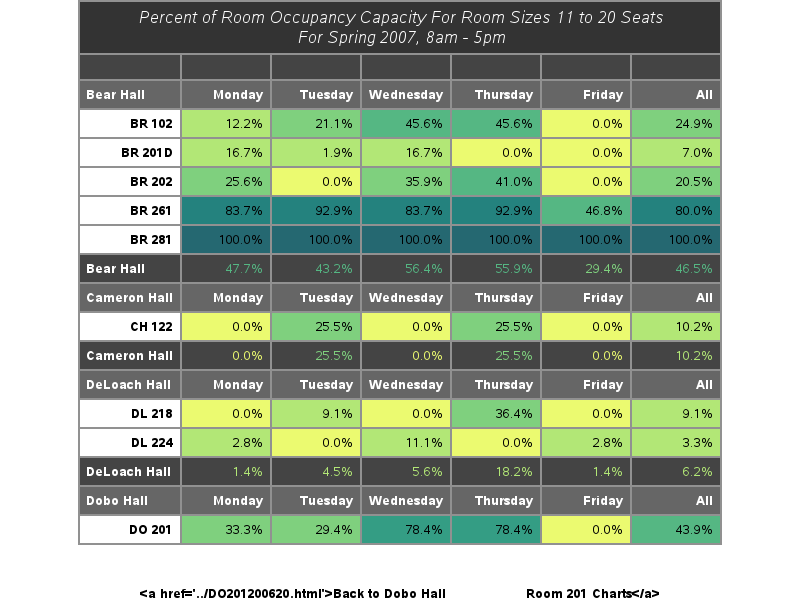 Percent of Room Occupancy Capacity For Room Sizes 11 to 20 Seats
For Spring 2007, 8am - 5pm
Bear Hall Monday Tuesday Wednesday Thursday Friday All
BR 102 12.2% 21.1% 45.6% 45.6% 0.0% 24.9%
BR 201D 16.7% 1.9% 16.7% 0.0% 0.0% 7.0%
BR 202 25.6% 0.0% 35.9% 41.0% 0.0% 20.5%
BR 261 83.7% 92.9% 83.7% 92.9% 46.8% 80.0%
BR 281 100.0% 100.0% 100.0% 100.0% 100.0% 100.0%
Bear Hall 47.7% 43.2% 56.4% 55.9% 29.4% 46.5%
Cameron Hall Monday Tuesday Wednesday Thursday Friday All
CH 122 0.0% 25.5% 0.0% 25.5% 0.0% 10.2%
Cameron Hall 0.0% 25.5% 0.0% 25.5% 0.0% 10.2%
DeLoach Hall Monday Tuesday Wednesday Thursday Friday All
DL 218 0.0% 9.1% 0.0% 36.4% 0.0% 9.1%
DL 224 2.8% 0.0% 11.1% 0.0% 2.8% 3.3%
DeLoach Hall 1.4% 4.5% 5.6% 18.2% 1.4% 6.2%
Dobo Hall Monday Tuesday Wednesday Thursday Friday All
DO 201 33.3% 29.4% 78.4% 78.4% 0.0% 43.9%
<a href='../DO201200620.html'>Back to Dobo Hall Room 201 Charts</a>